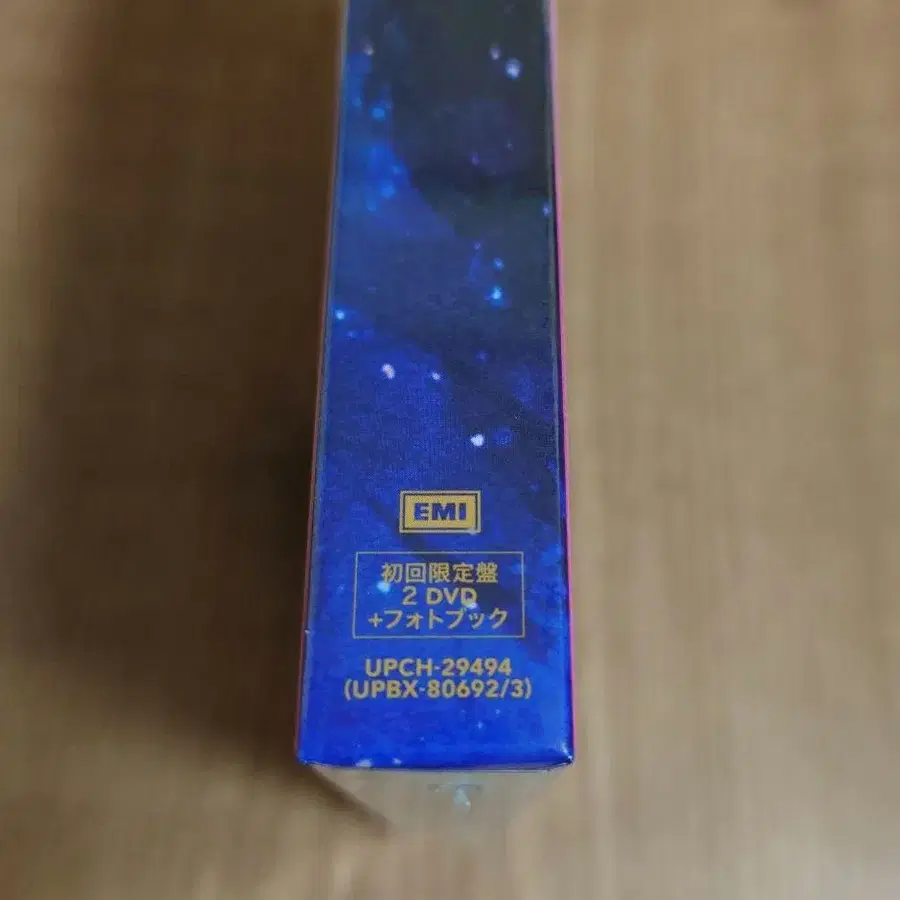 EMI
初回限定盤
2 DVD
+フォトブック
UPCH-29494
(UPBX-80692/3)